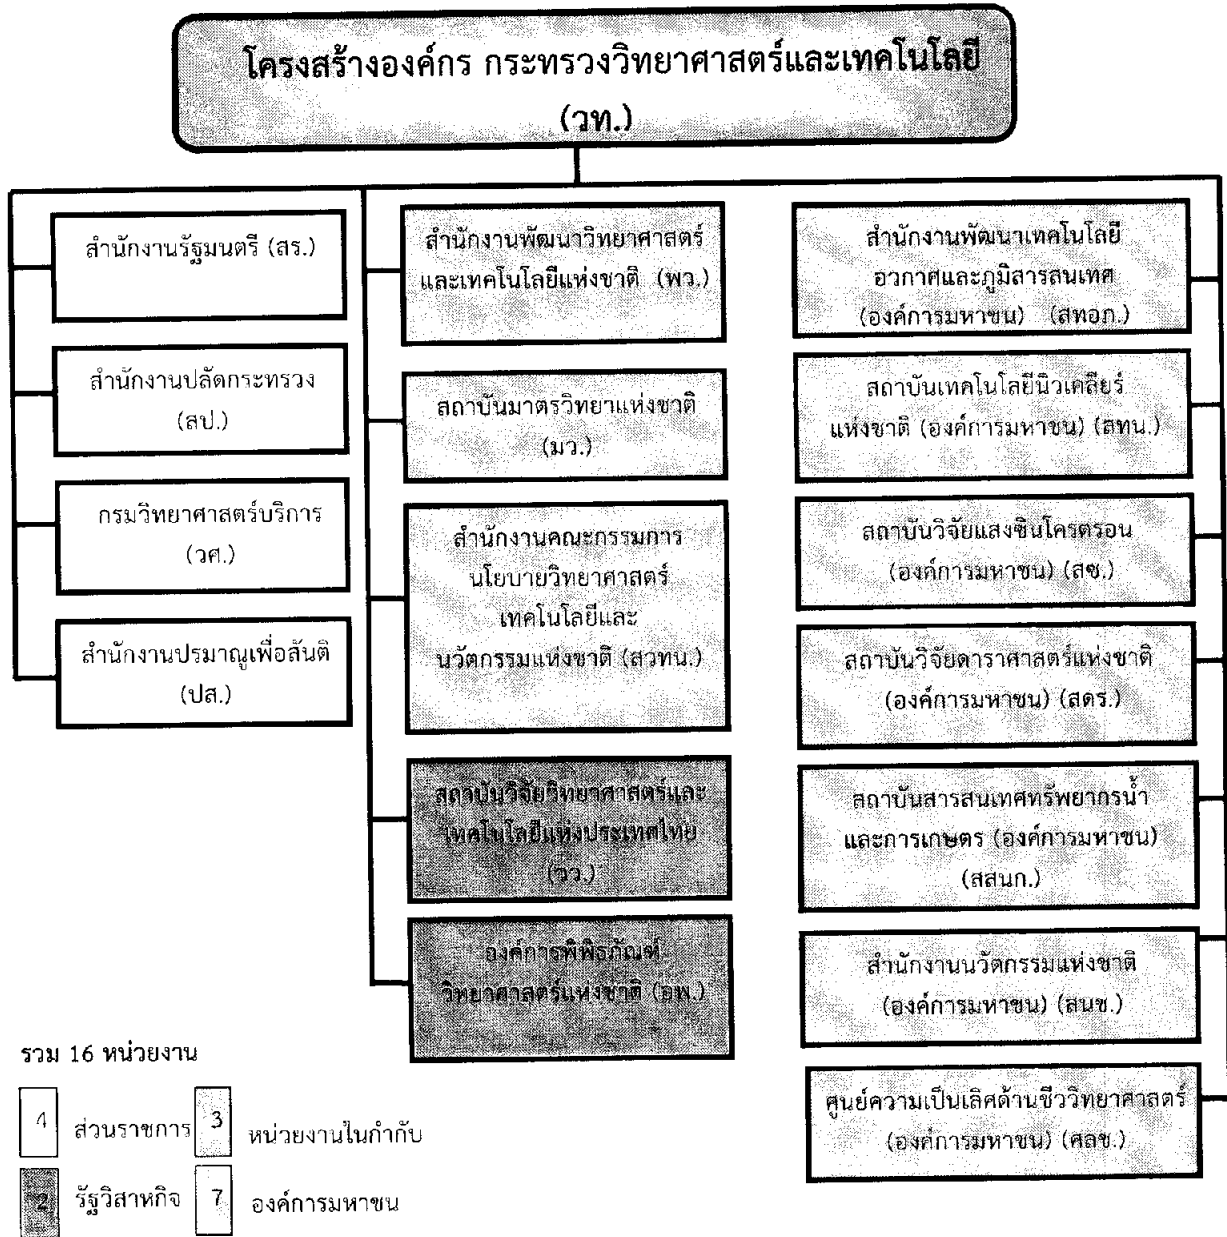 โครงสร้างองค์กร กระทรวงวิทยาศาสตร์และเทคโนโลยี
(วท.)
สำนักงานรัฐมนตรี (สร.)
สำนักงานปลัดกระทรวง
(สป.)
กรมวิทยาศาสตร์บริการ
(วศ.)
สำนักงานปรมาณูเพื่อสันติ
(ปส.)
สำนักงานพัฒนาวิทยาศาสตร์
และเทคโนโลยีแห่งชาติ (พว.)
สถาบันมาตรวิทยาแห่งชาติ
(มว.)
สำนักงานคณะกรรมการ
นโยบายวิทยาศาสตร์
เทคโนโลยีและ
นวัตกรรมแห่งชาติ (สวทน.)
สถาบันวิจัยวิทยาศาสตร์และ
เทคโนโลยีแห่งประเทศไทย
(วว.)
องค์การพิพิธภัณฑ์
วิทยาศาสตร์แห่งชาติ (อพ.)
สำนักงานพัฒนาเทคโนโลยี
อวกาศและภูมิสารสนเทศ
(องค์การมหาชน) (สทอภ.)
สถาบันเทคโนโลยีนิวเคลียร์
แห่งชาติ (องค์การมหาชน) (สทน.)
สถาบันวิจัยแสงซินโครตรอน
(องค์การมหาชน) (สซ.)
สถาบันวิจัยดาราศาสตร์แห่งชาติ
(องค์การมหาชน) (สดร.)
สถาบันสารสนเทศทรัพยากรน้ำ
และการเกษตร (องค์การมหาชน)
(สสนก.)
สำนักงานนวัตกรรมแห่งชาติ
(องค์การมหาชน) (สนช.)
ศูนย์ความเป็นเลิศด้านชีววิทยาศาสตร์
(องค์การมหาชน) (ศลช.)
รวม 16 หน่วยงาน
4 ส่วนราชการ 3 หน่วยงานในกำกับ
2 รัฐวิสาหกิจ 7 องค์การมหาชน